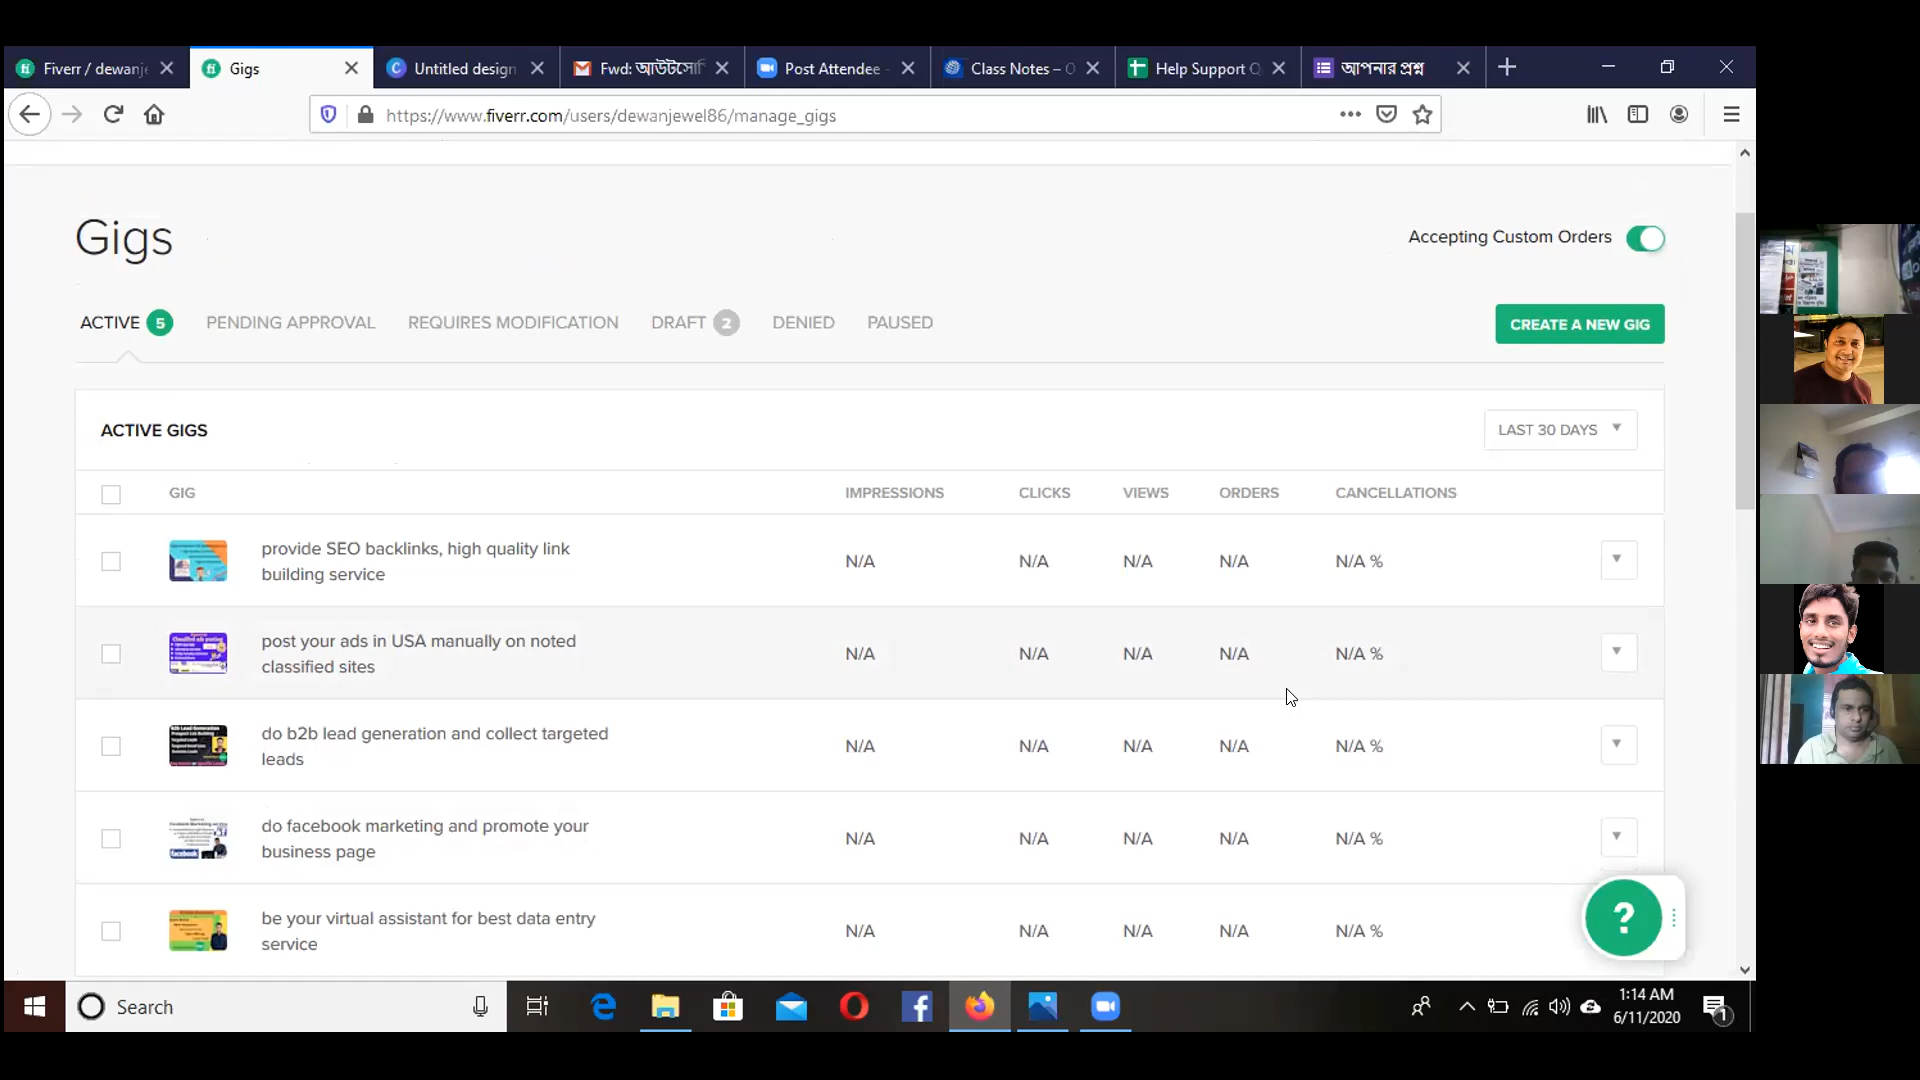 Fiverr / dewanje
Gigs
Untitled design
Fwd: আউটসোর্সি
Post Attendee -
Class Notes – O
Help Support Q
আপনার প্রশ্ন
https://www.fiverr.com/users/dewanjewel86/manage_gigs
Gigs
Accepting Custom Orders
ACTIVE 5
PENDING APPROVAL
REQUIRES MODIFICATION
DRAFT 2
DENIED
PAUSED
CREATE A NEW GIG
ACTIVE GIGS
LAST 30 DAYS
GIG IMPRESSIONS CLICKS VIEWS ORDERS CANCELLATIONS
provide SEO backlinks, high quality link
building service
N/A N/A N/A N/A N/A %
post your ads in USA manually on noted
classified sites
N/A N/A N/A N/A N/A %
do b2b lead generation and collect targeted
leads
N/A N/A N/A N/A N/A %
do facebook marketing and promote your
business page
N/A N/A N/A N/A N/A %
be your virtual assistant for best data entry
service
N/A N/A N/A N/A N/A %
?
Search
1:14 AM
6/11/2020
1